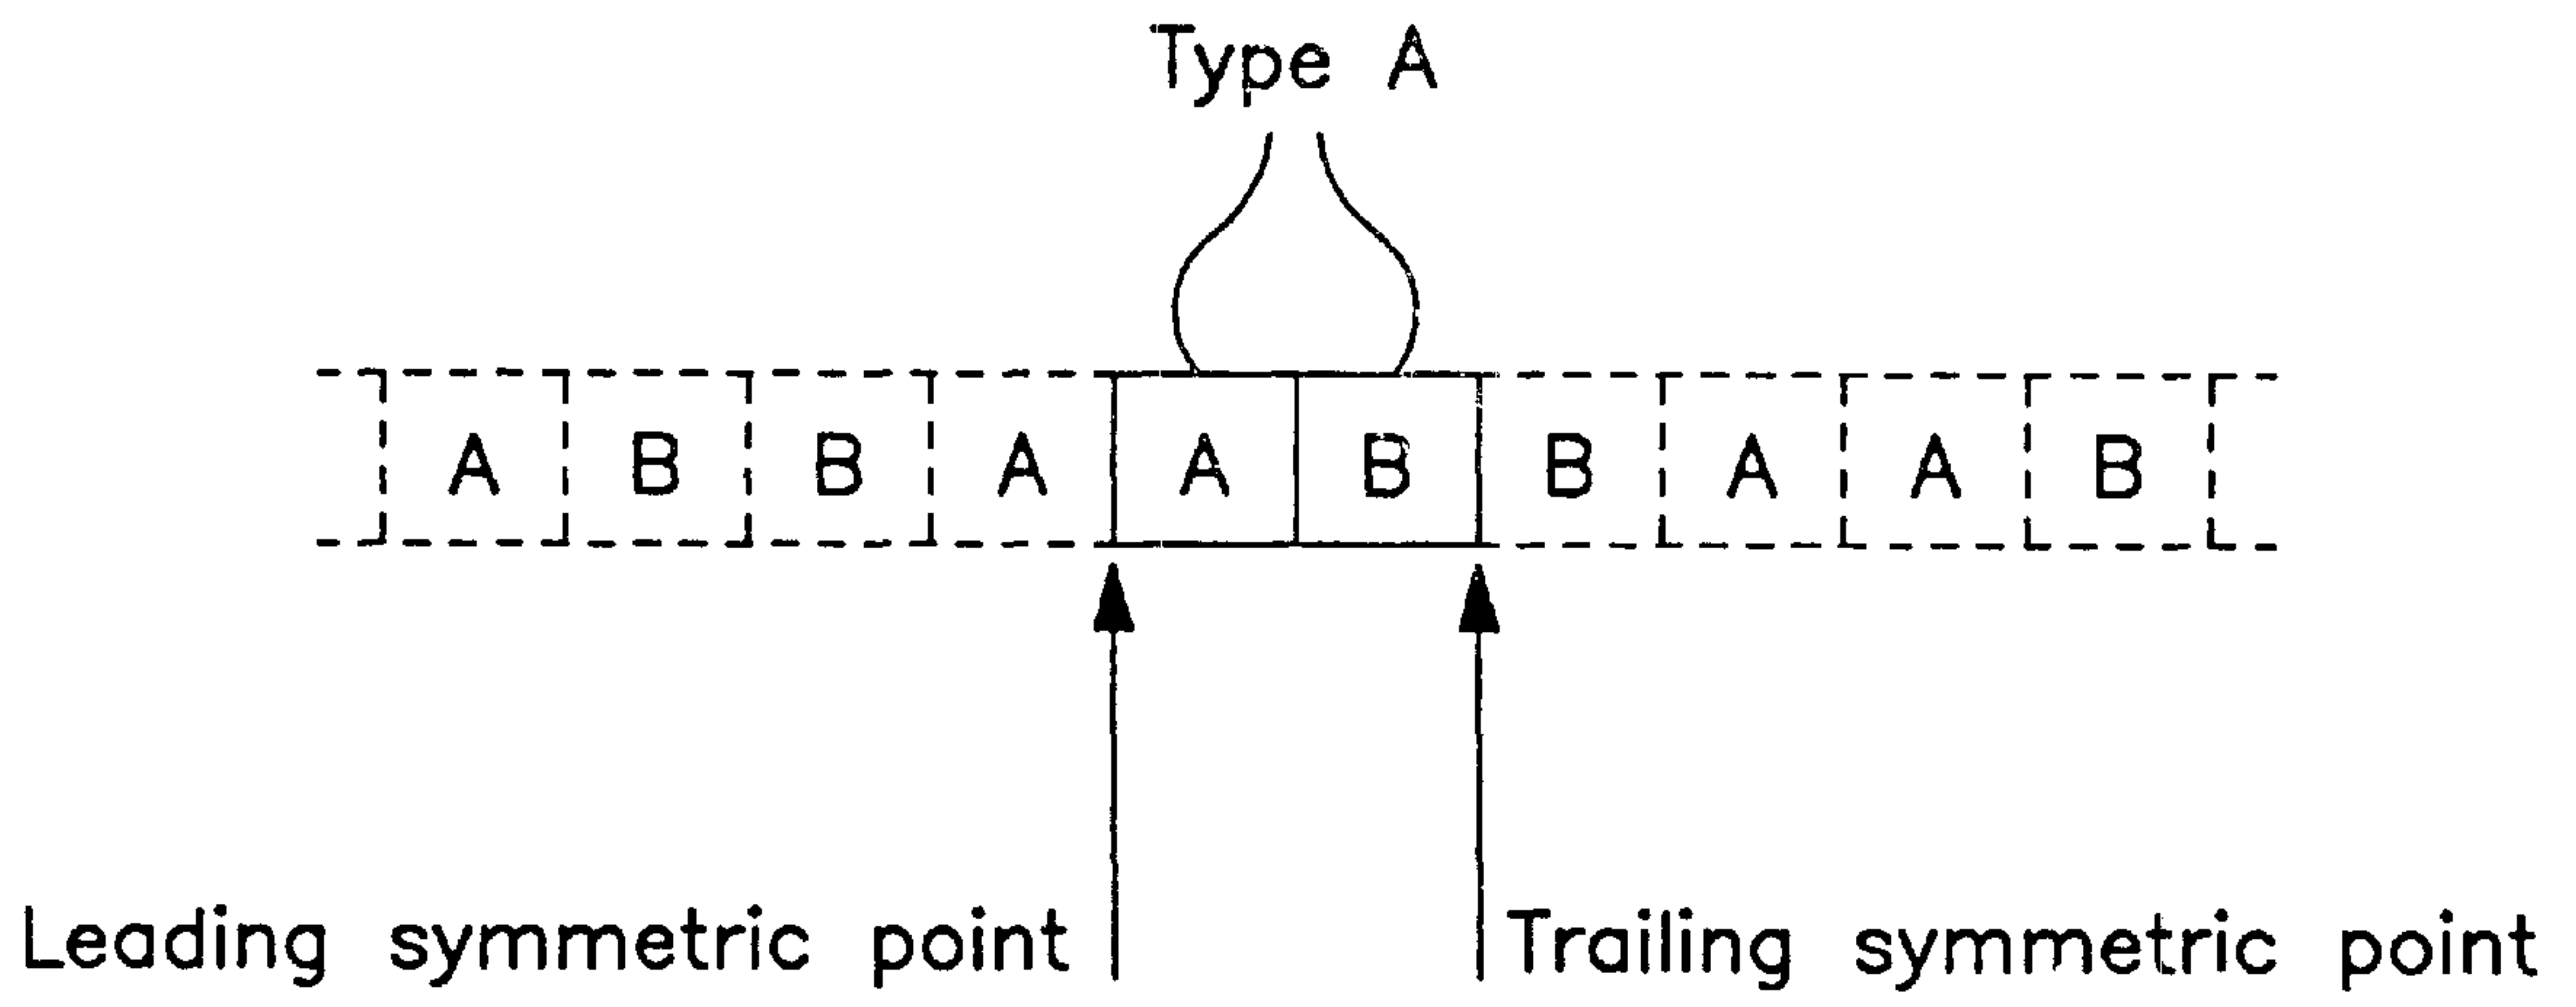 Type A
A B B A A B B A A B
Leading symmetric point Trailing symmetric point